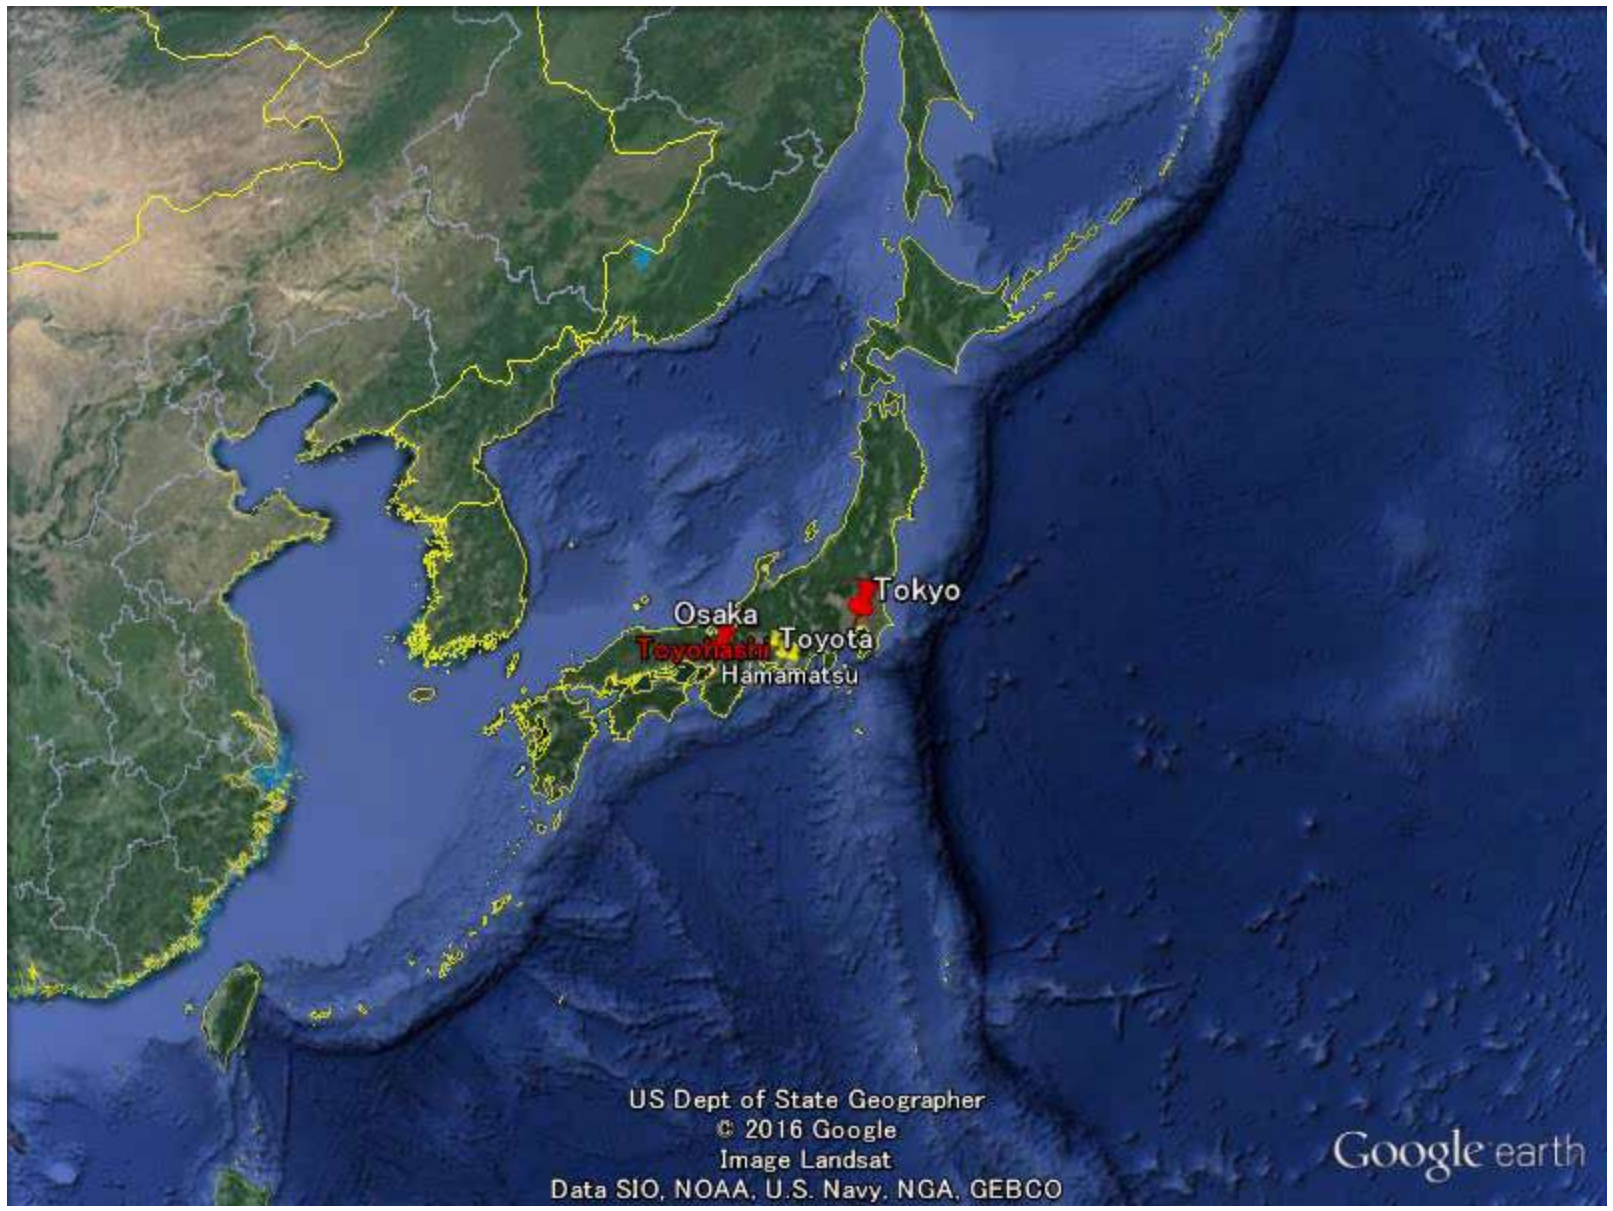 Tokyo
Osaka
Toyota
Toyohashi
Hamamatsu
US Dept of State Geographer
© 2016 Google
Image Landsat
Data SIO, NOAA, U.S. Navy, NGA, GEBCO
Google earth